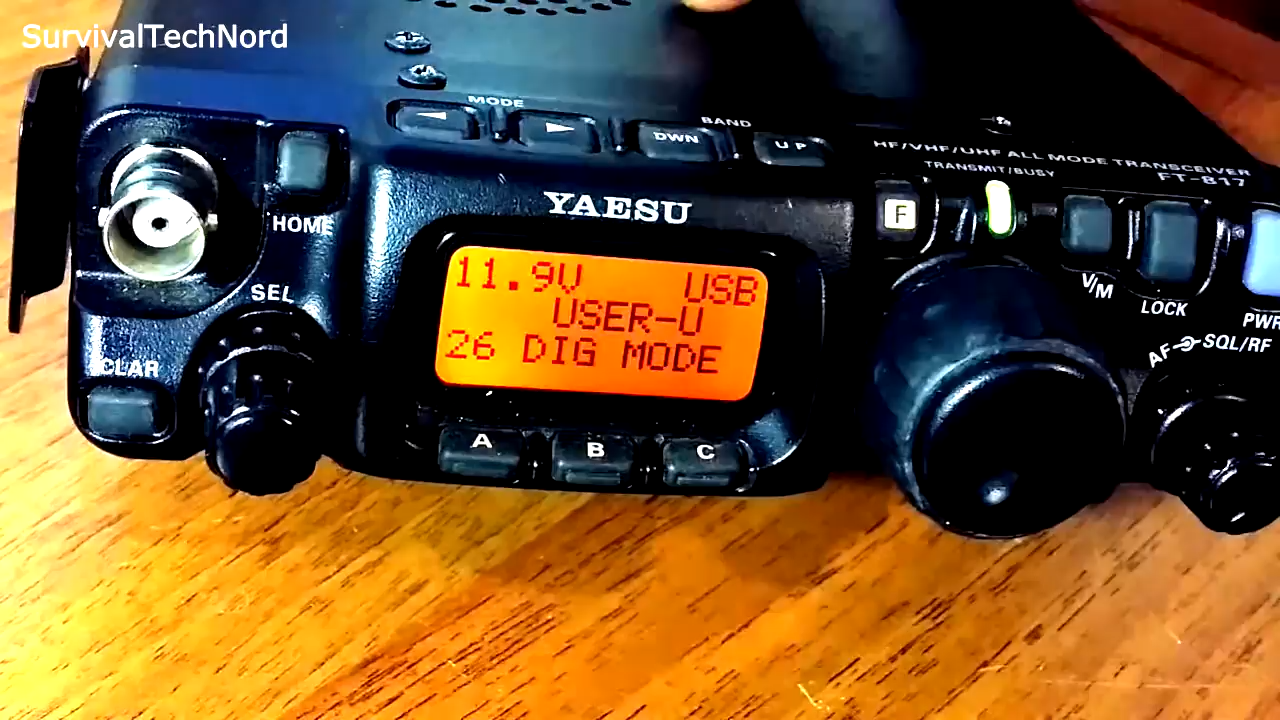 SurvivalTechNord
MODE
BAND
DWN
UP
HF/VHF/UHF ALL MODE TRANSCEIVER
TRANSMIT/BUSY
FT-817
HOME
YAESU
F
V/M
LOCK
PWR
SEL
11.9V USB
USER-U
26 DIG MODE
AF SQL/RF
CLAR
A B C